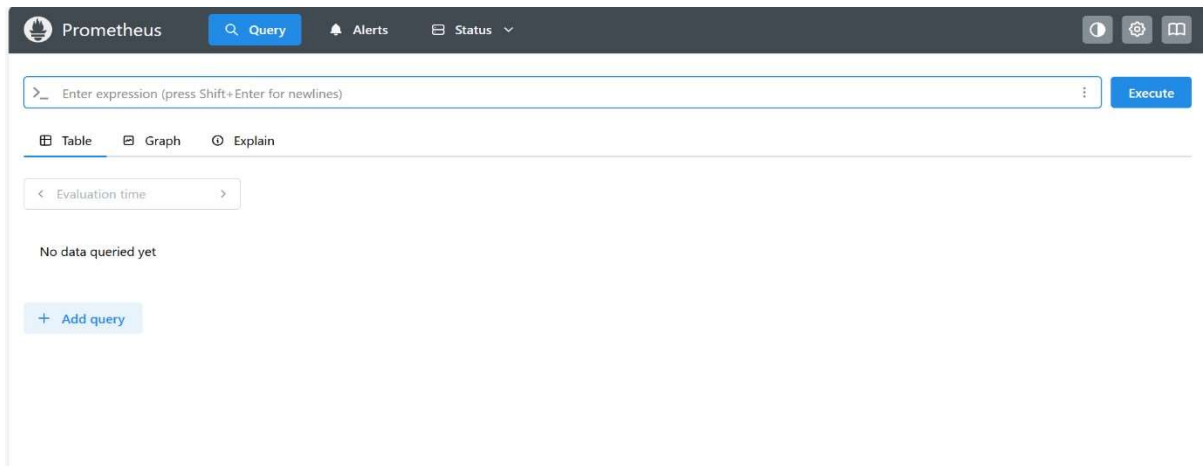 Prometheus Query Alerts Status
>_ Enter expression (press Shift+Enter for newlines) Execute
Table Graph Explain
Evaluation time
No data queried yet
+ Add query